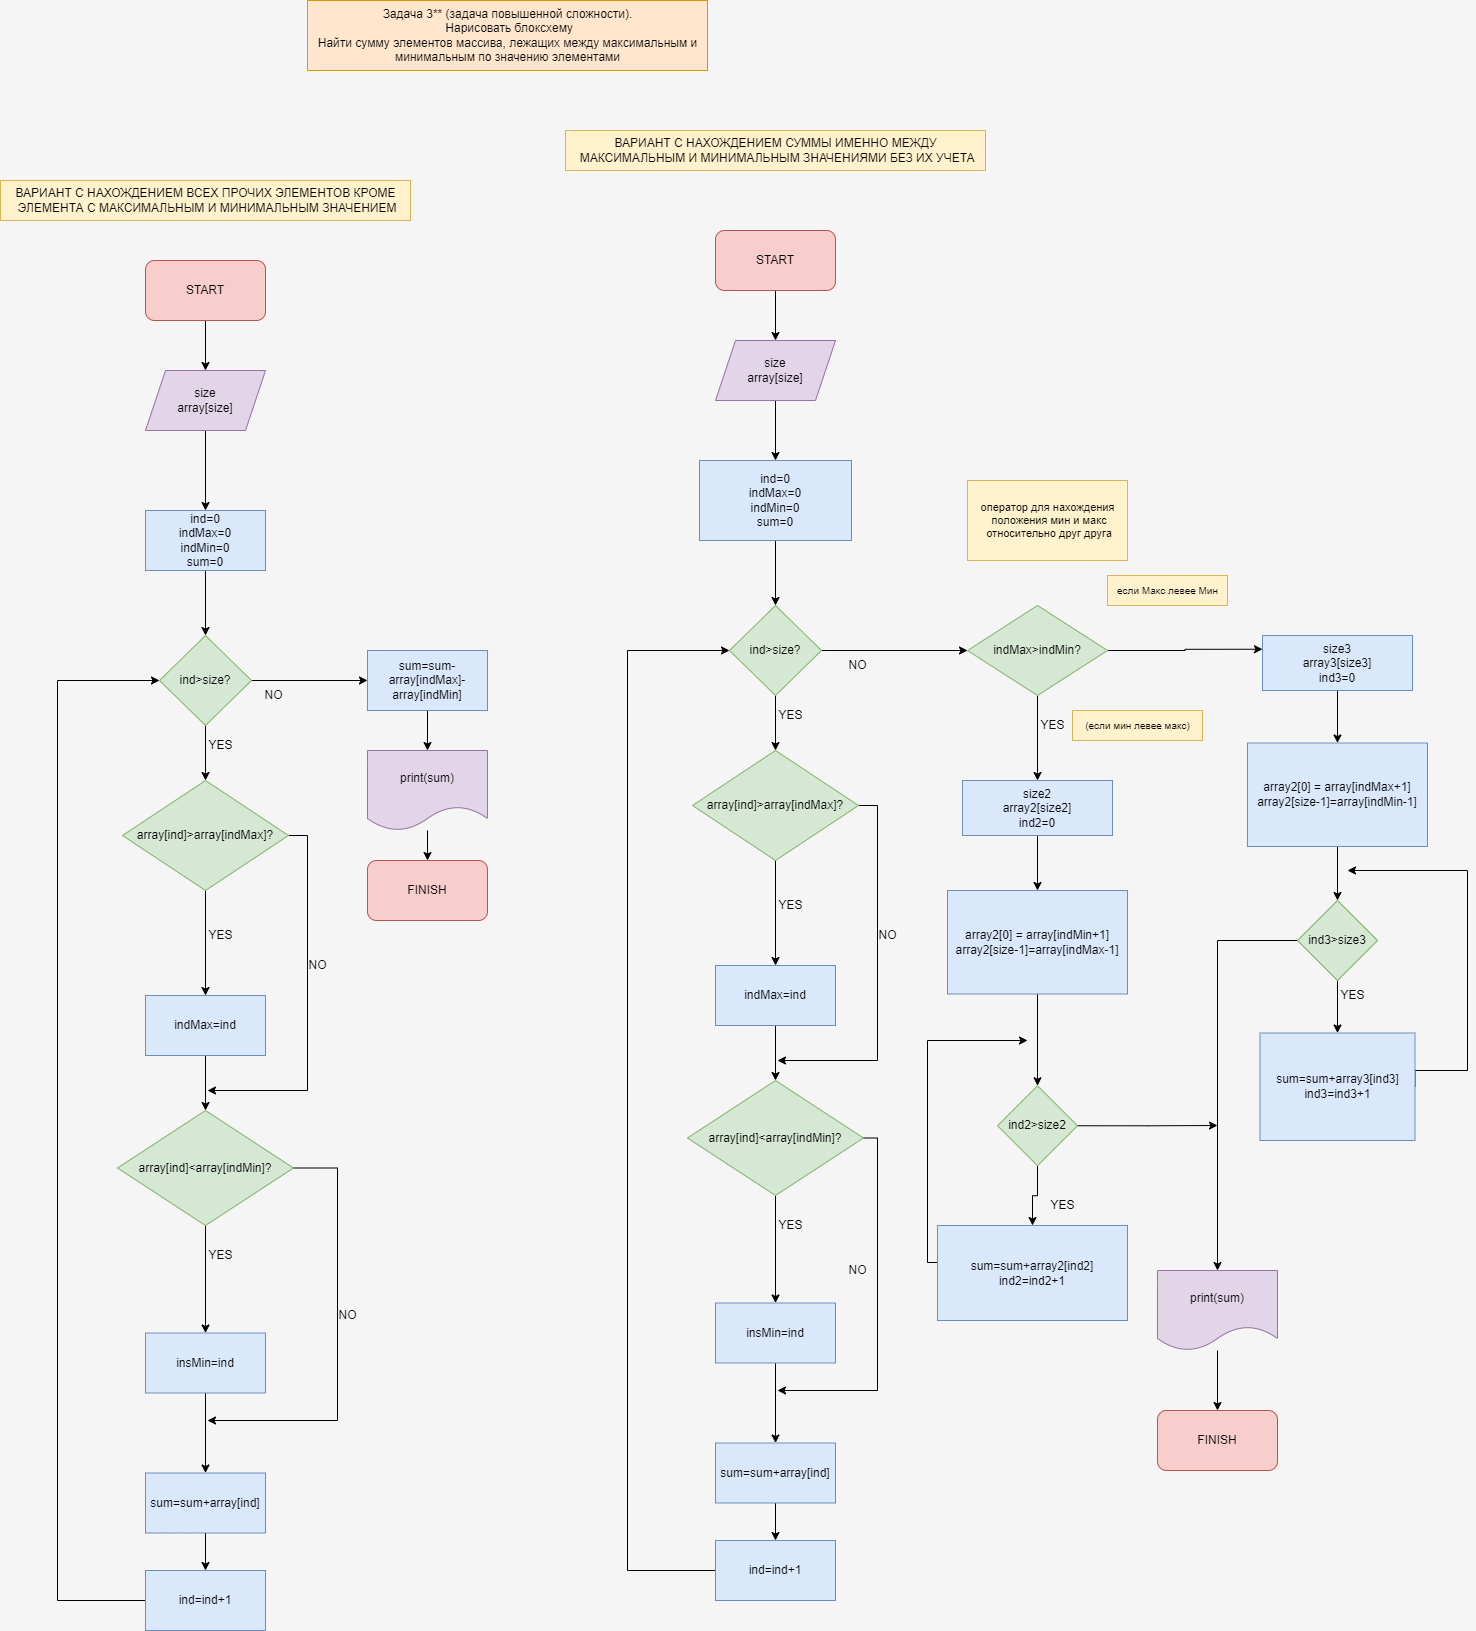 Задача 3** (задача повышенной сложности).
Нарисовать блоксхему
Найти сумму элементов массива, лежащих между максимальным и
минимальным по значению элементами
ВАРИАНТ С НАХОЖДЕНИЕМ ВСЕХ ПРОЧИХ ЭЛЕМЕНТОВ КРОМЕ
ЭЛЕМЕНТА С МАКСИМАЛЬНЫМ И МИНИМАЛЬНЫМ ЗНАЧЕНИЕМ
START
size
array[size]
ind=0
indMax=0
indMin=0
sum=0
ind>size?
NO
sum=sum-
array[indMax]-
array[indMin]
print(sum)
FINISH
YES
array[ind]>array[indMax]?
YES
NO
indMax=ind
array[ind]<array[indMin]?
YES
NO
insMin=ind
sum=sum+array[ind]
ind=ind+1
ВАРИАНТ С НАХОЖДЕНИЕМ СУММЫ ИМЕННО МЕЖДУ
МАКСИМАЛЬНЫМ И МИНИМАЛЬНЫМ ЗНАЧЕНИЯМИ БЕЗ ИХ УЧЕТА
START
size
array[size]
ind=0
indMax=0
indMin=0
sum=0
ind>size?
NO
YES
array[ind]>array[indMax]?
YES
NO
indMax=ind
array[ind]<array[indMin]?
YES
NO
insMin=ind
sum=sum+array[ind]
ind=ind+1
оператор для нахождения
положения мин и макс
относительно друг друга
indMax>indMin?
если Макс левее Мин
YES
(если мин левее макс)
size2
array2[size2]
ind2=0
array2[0] = array[indMin+1]
array2[size-1]=array[indMax-1]
ind2>size2
YES
sum=sum+array2[ind2]
ind2=ind2+1
size3
array3[size3]
ind3=0
array2[0] = array[indMax+1]
array2[size-1]=array[indMin-1]
ind3>size3
YES
sum=sum+array3[ind3]
ind3=ind3+1
print(sum)
FINISH